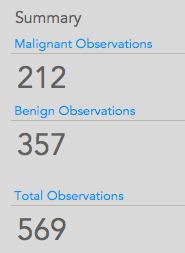 Summary
Malignant Observations
212
Benign Observations
357
Total Observations
569